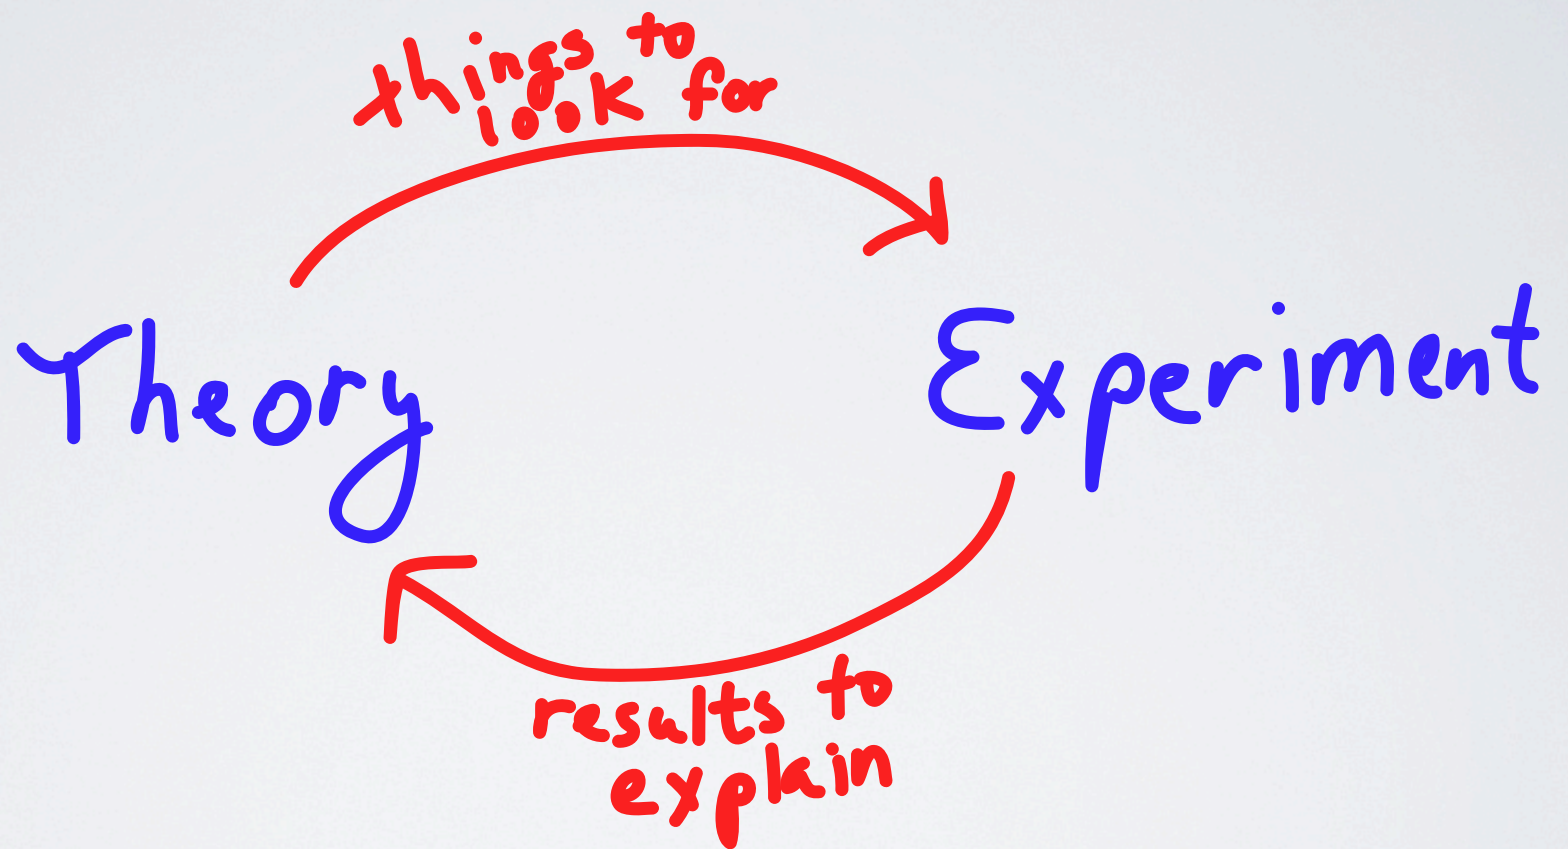 things to
look for
Theory
Experiment
results to
explain